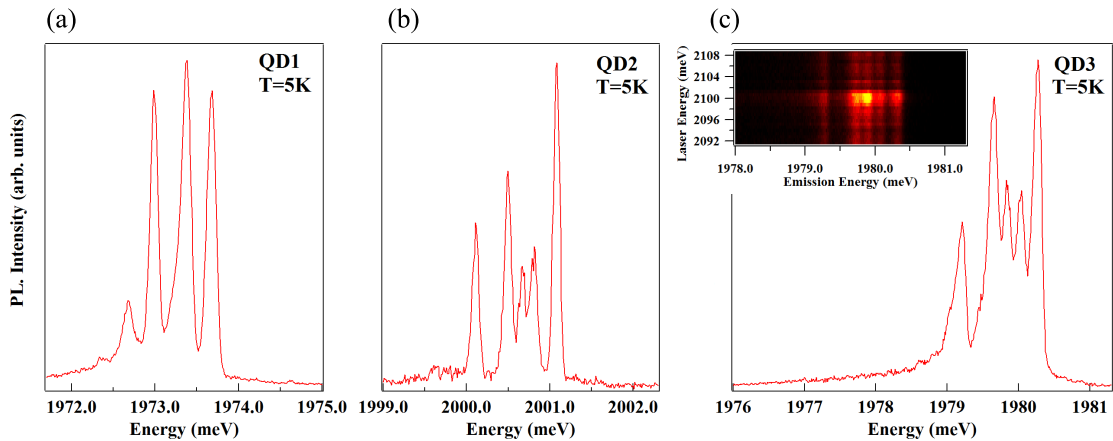 (a)
(b)
(c)
QD1
T=5K
QD2
T=5K
QD3
T=5K
PL. Intensity (arb. units)
Laser Energy (meV)
2108
2104
2100
2096
2092
1978.0 1979.0 1980.0 1981.0
Emission Energy (meV)
1972.0 1973.0 1974.0 1975.0
Energy (meV)
1999.0 2000.0 2001.0 2002.0
Energy (meV)
1976 1977 1978 1979 1980 1981
Energy (meV)